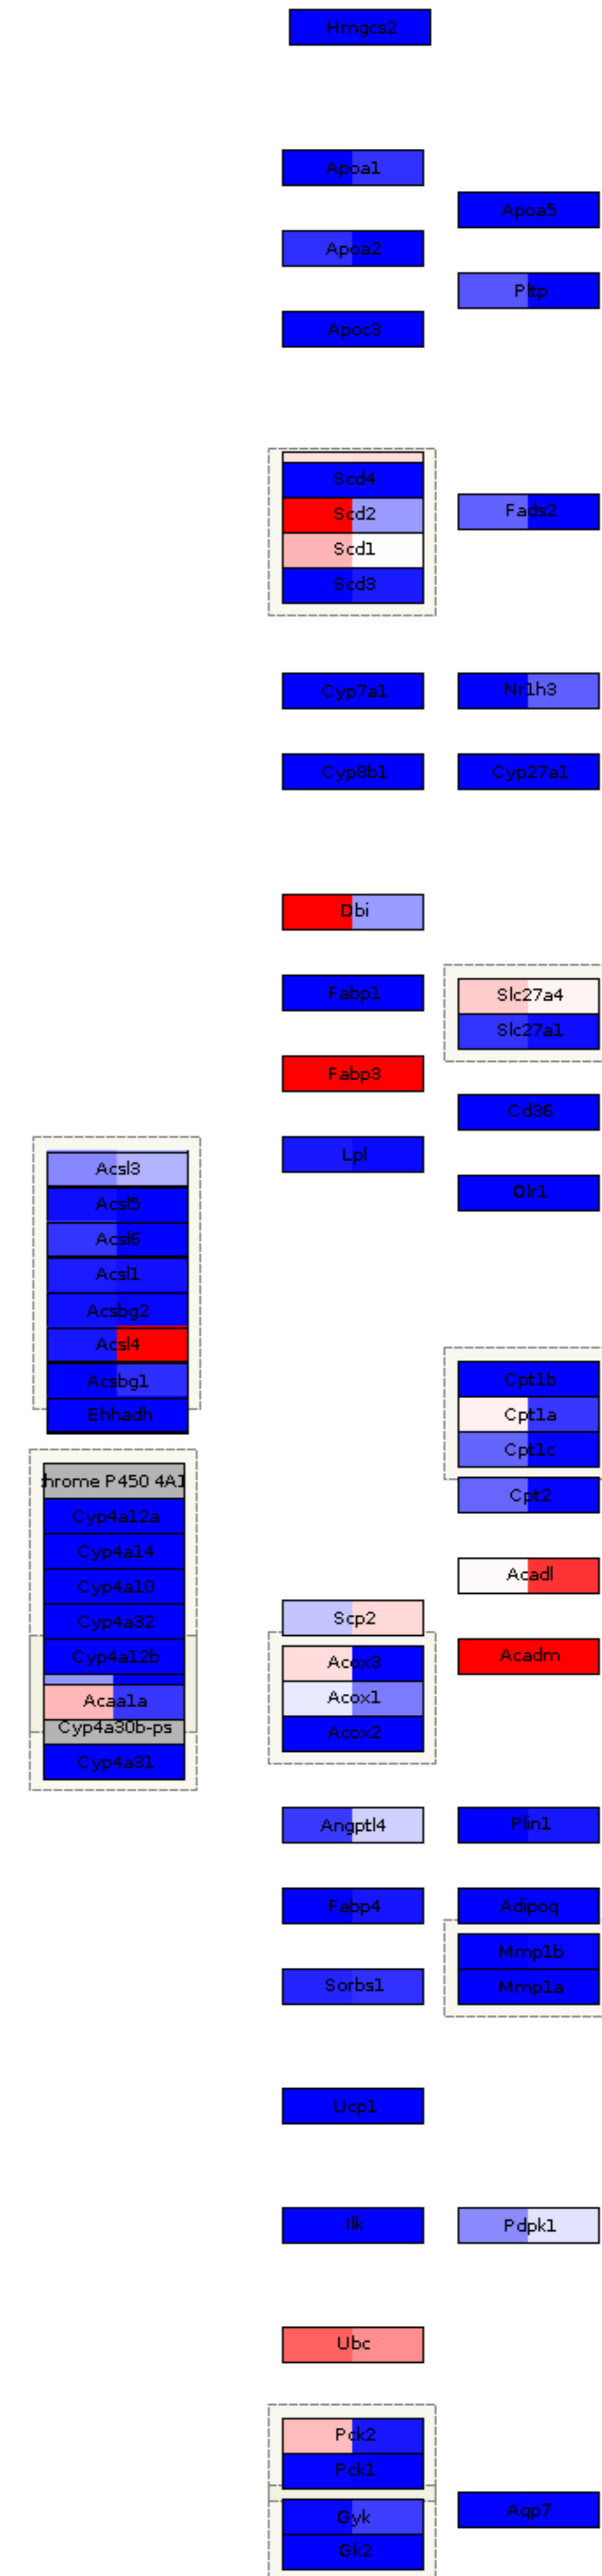 Hmgcs2
Apoa1
Apoa5
Apoa2
Pltp
Apoc3
Scd4
Scd2
Fads2
Scd1
Scd3
Cyp7a1
Nr1h3
Cyp8b1
Cyp27a1
Dbi
Fabp1
Slc27a4
Slc27a1
Fabp3
Cd36
Lpl
Olr1
Acsl3
Acsl5
Acsl6
Acsl1
Acsbg2
Acsl4
Acsbg1
Ehhadh
Cpt1b
Cpt1a
Cpt1c
Cpt2
hrome P450 4A1
Cyp4a12a
Cyp4a14
Cyp4a10
Cyp4a32
Cyp4a12b
Acaa1a
Cyp4a30b-ps
Cyp4a31
Acadl
Scp2
Acadm
Acox3
Acox1
Acox2
Angptl4
Plin1
Fabp4
Adipoq
Mmp1b
Sorbs1
Mmp1a
Ucp1
Ilk
Pdpk1
Ubc
Pck2
Pck1
Gyk
Aqp7
Gk2